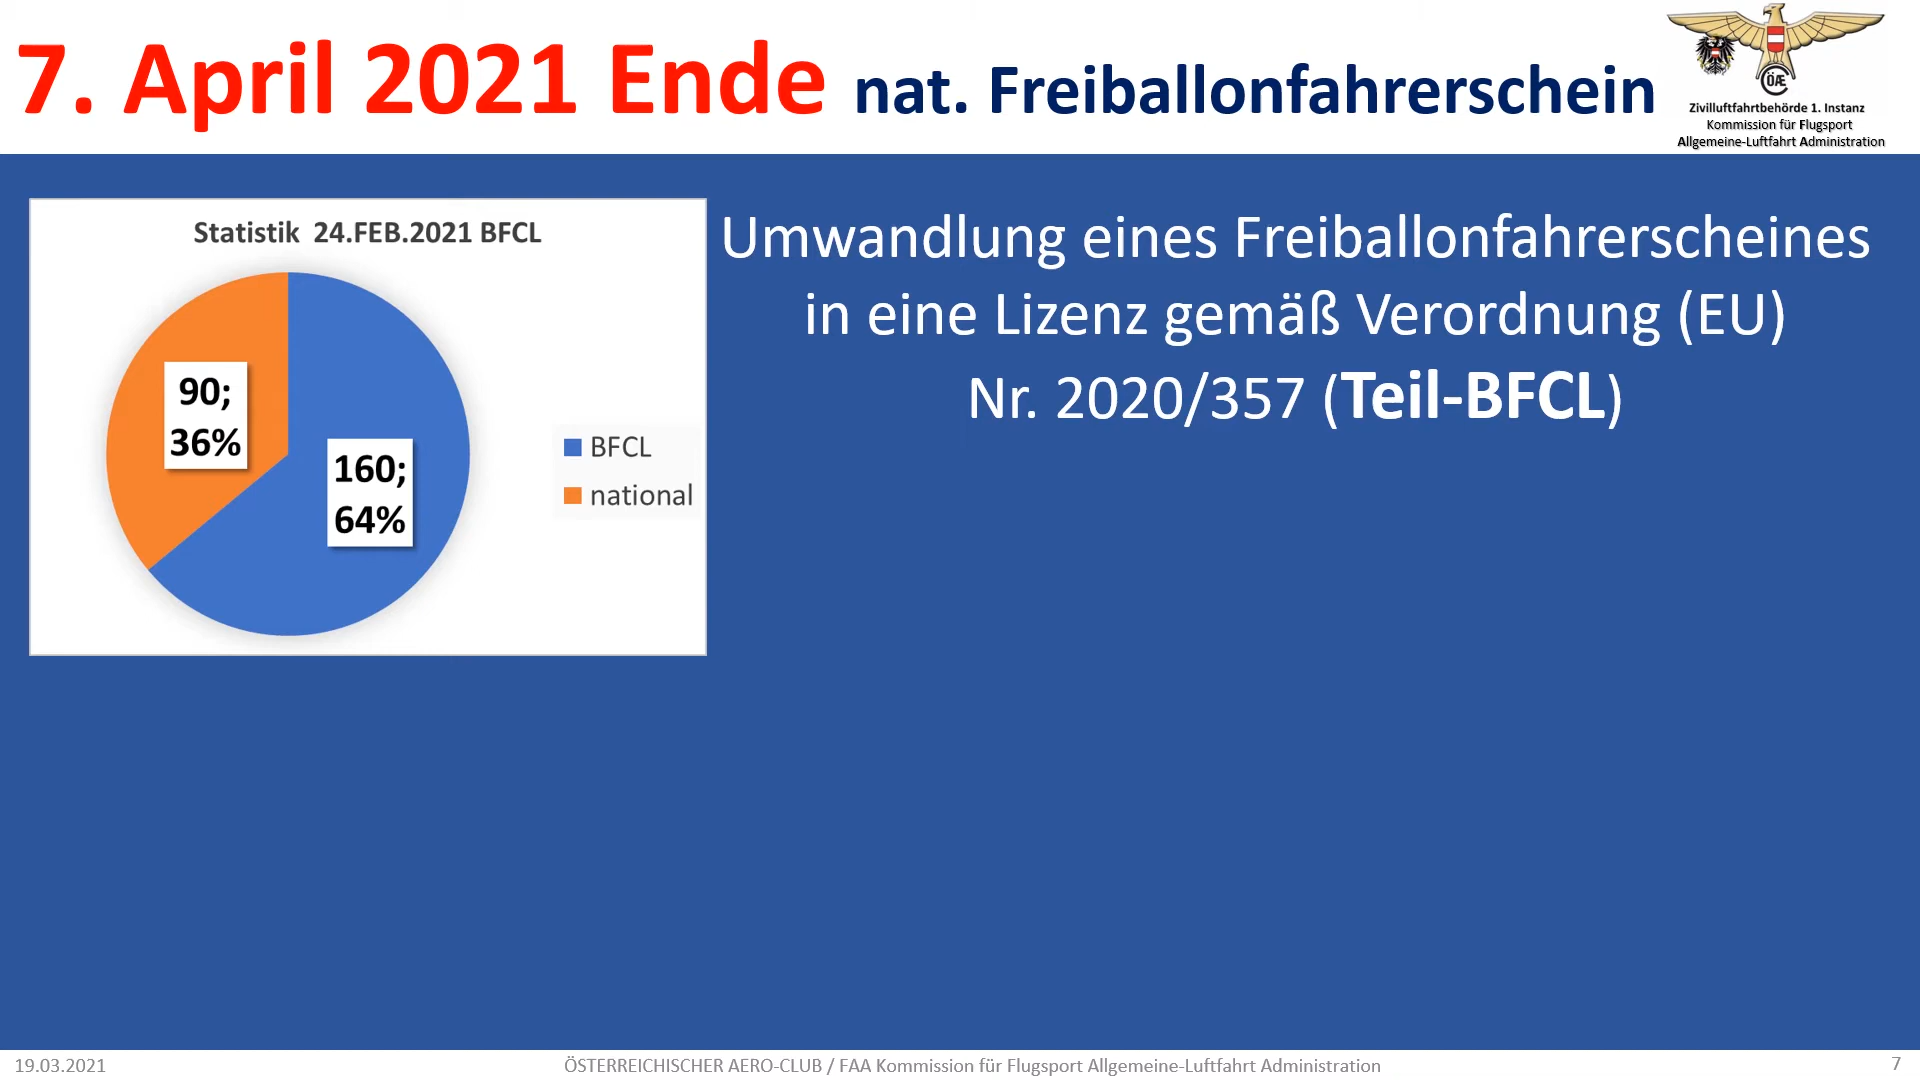 7. April 2021 Ende nat. Freiballonfahrerschein
ÖAC
Zivilluftfahrtbehörde 1. Instanz
Kommission für Flugsport
Allgemeine-Luftfahrt Administration
Statistik 24.FEB.2021 BFCL
90;
36%
160;
64%
BFCL
national
Umwandlung eines Freiballonfahrerscheines
in eine Lizenz gemäß Verordnung (EU)
Nr. 2020/357 (Teil-BFCL)
19.03.2021
ÖSTERREICHISCHER AERO-CLUB / FAA Kommission für Flugsport Allgemeine-Luftfahrt Administration
7